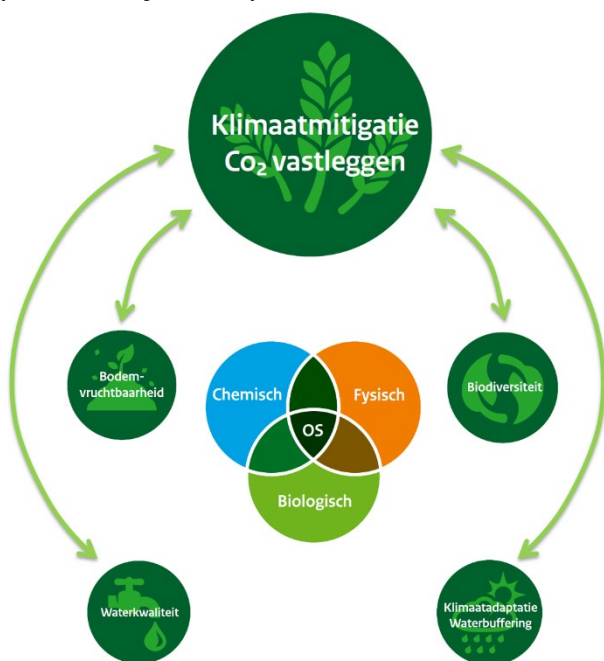 Klimaatmitigatie
Co₂ vastleggen
Bodem-
vruchtbaarheid
Chemisch
Fysisch
OS
Biologisch
Biodiversiteit
Waterkwaliteit
Klimaatadaptatie
Waterbuffering